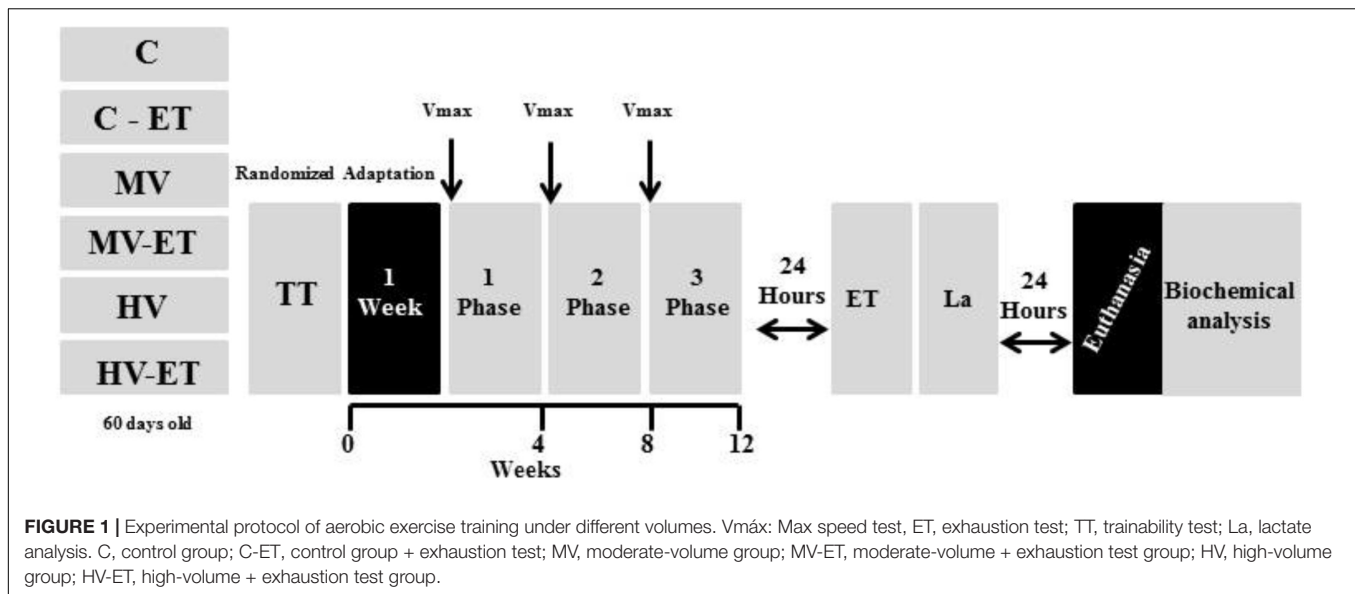 C
C - ET
MV
MV-ET
HV
HV-ET
60 days old
Randomized Adaptation
Vmax
Vmax
Vmax
TT
1
Week
1
Phase
2
Phase
3
Phase
24
Hours
ET
La
24
Hours
Euthanasia
Biochemical
analysis
0
4
8
12
Weeks
FIGURE 1 | Experimental protocol of aerobic exercise training under different volumes. Vmáx: Max speed test, ET, exhaustion test; TT, trainability test; La, lactate
analysis. C, control group; C-ET, control group + exhaustion test; MV, moderate-volume group; MV-ET, moderate-volume + exhaustion test group; HV, high-volume
group; HV-ET, high-volume + exhaustion test group.